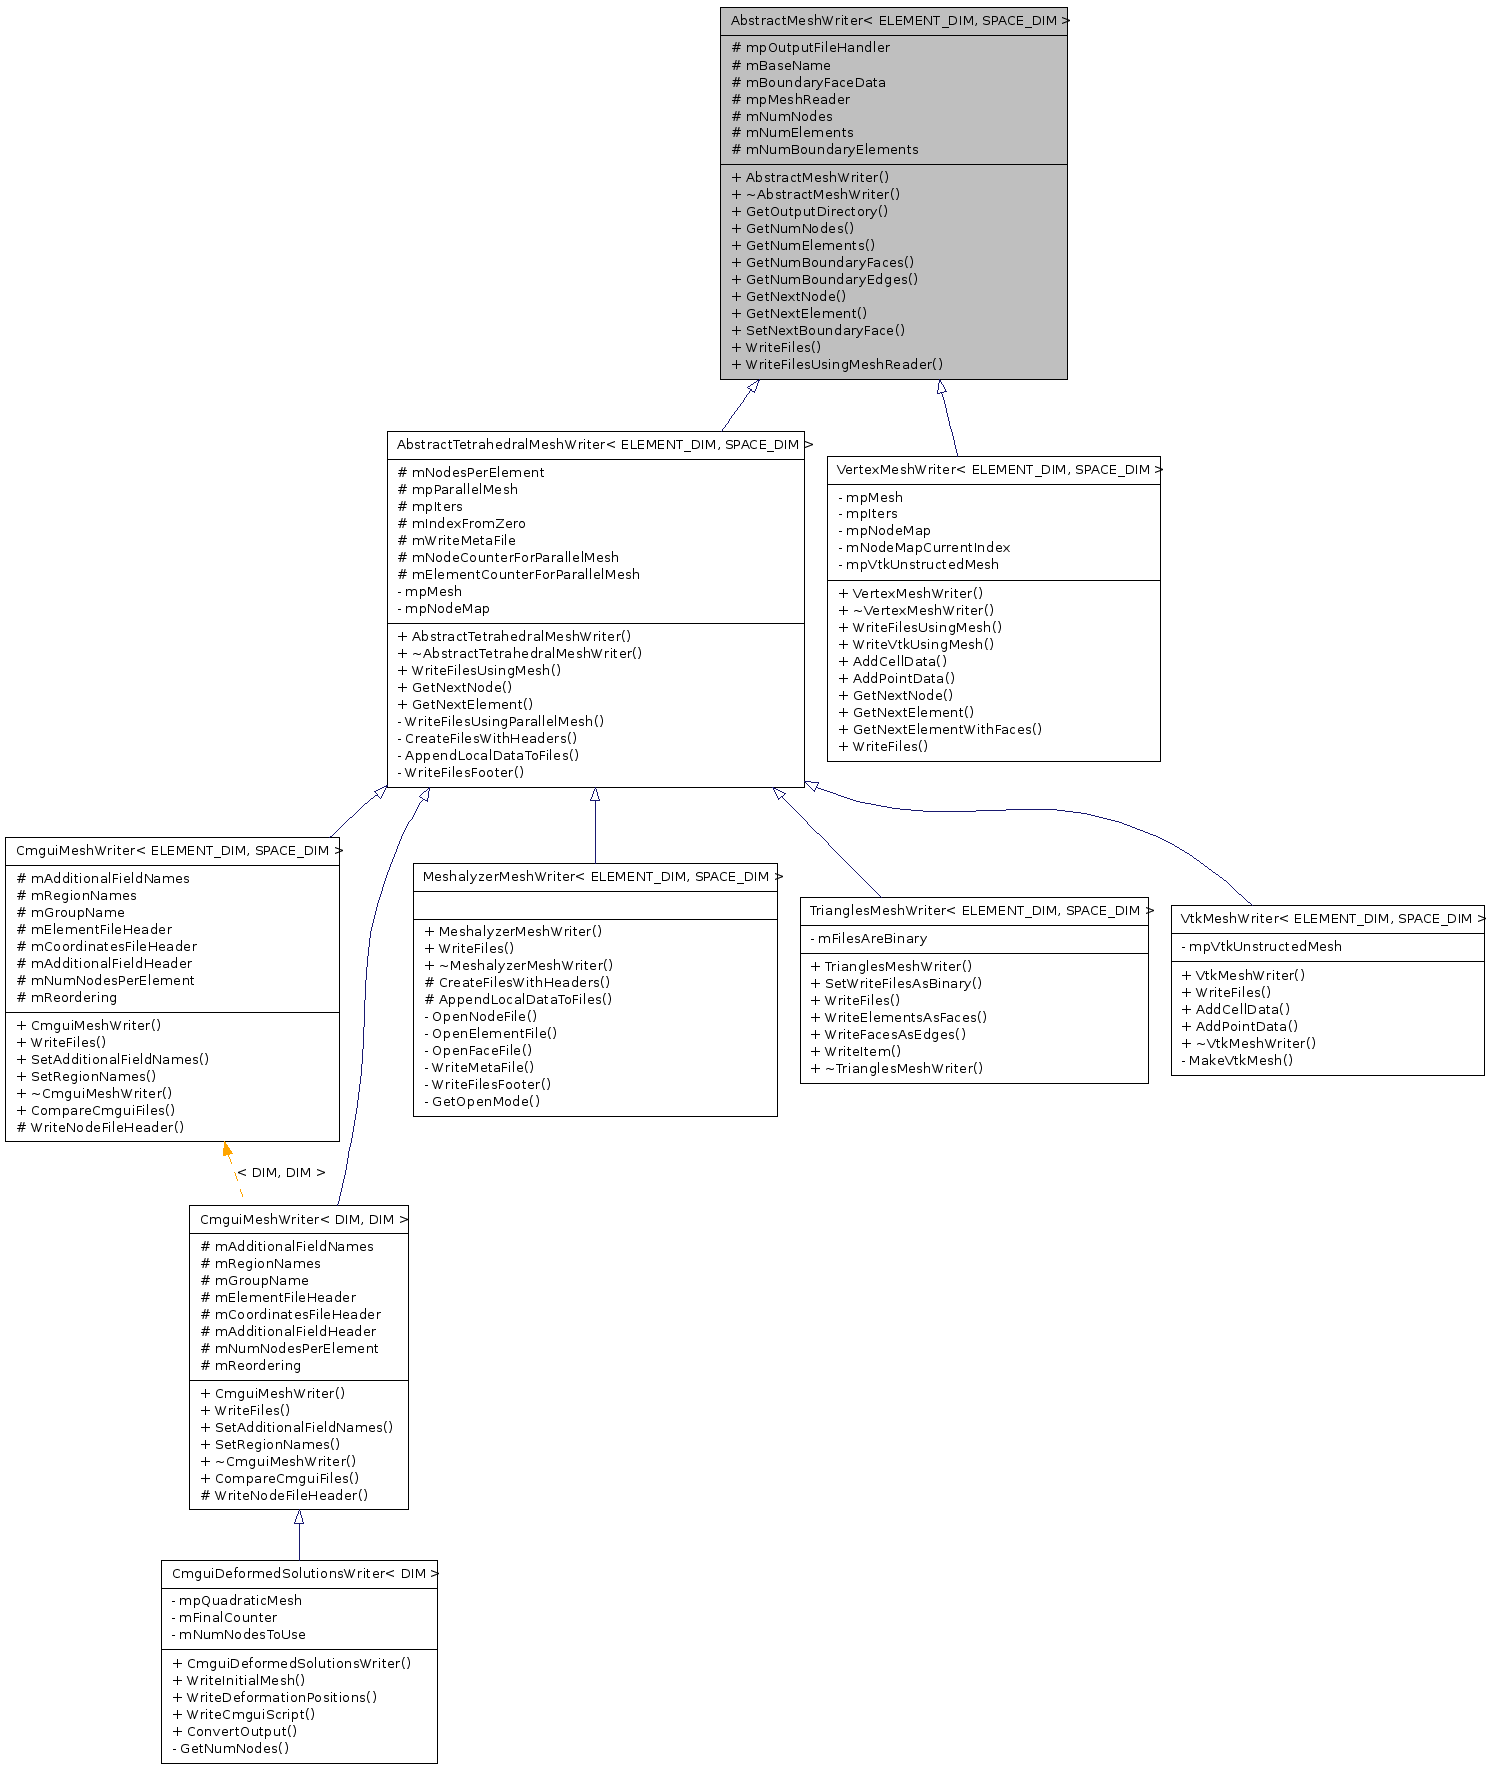 AbstractMeshWriter< ELEMENT_DIM, SPACE_DIM >
# mpOutputFileHandler
# mBaseName
# mBoundaryFaceData
# mpMeshReader
# mNumNodes
# mNumElements
# mNumBoundaryElements
+ AbstractMeshWriter()
+ ~AbstractMeshWriter()
+ GetOutputDirectory()
+ GetNumNodes()
+ GetNumElements()
+ GetNumBoundaryFaces()
+ GetNumBoundaryEdges()
+ GetNextNode()
+ GetNextElement()
+ SetNextBoundaryFace()
+ WriteFiles()
+ WriteFilesUsingMeshReader()
AbstractTetrahedralMeshWriter< ELEMENT_DIM, SPACE_DIM >
# mNodesPerElement
# mpParallelMesh
# mpIters
# mIndexFromZero
# mWriteMetaFile
# mNodeCounterForParallelMesh
# mElementCounterForParallelMesh
- mpMesh
- mpNodeMap
+ AbstractTetrahedralMeshWriter()
+ ~AbstractTetrahedralMeshWriter()
+ WriteFilesUsingMesh()
+ GetNextNode()
+ GetNextElement()
- WriteFilesUsingParallelMesh()
- CreateFilesWithHeaders()
- AppendLocalDataToFiles()
- WriteFilesFooter()
VertexMeshWriter< ELEMENT_DIM, SPACE_DIM >
- mpMesh
- mpIters
- mpNodeMap
- mNodeMapCurrentIndex
- mpVtkUnstructedMesh
+ VertexMeshWriter()
+ ~VertexMeshWriter()
+ WriteFilesUsingMesh()
+ WriteVtkUsingMesh()
+ AddCellData()
+ AddPointData()
+ GetNextNode()
+ GetNextElement()
+ GetNextElementWithFaces()
+ WriteFiles()
CmguiMeshWriter< ELEMENT_DIM, SPACE_DIM >
# mAdditionalFieldNames
# mRegionNames
# mGroupName
# mElementFileHeader
# mCoordinatesFileHeader
# mAdditionalFieldHeader
# mNumNodesPerElement
# mReordering
+ CmguiMeshWriter()
+ WriteFiles()
+ SetAdditionalFieldNames()
+ SetRegionNames()
+ ~CmguiMeshWriter()
+ CompareCmguiFiles()
# WriteNodeFileHeader()
MeshalyzerMeshWriter< ELEMENT_DIM, SPACE_DIM >
+ MeshalyzerMeshWriter()
+ WriteFiles()
+ ~MeshalyzerMeshWriter()
# CreateFilesWithHeaders()
# AppendLocalDataToFiles()
- OpenNodeFile()
- OpenElementFile()
- OpenFaceFile()
- WriteMetaFile()
- WriteFilesFooter()
- GetOpenMode()
TrianglesMeshWriter< ELEMENT_DIM, SPACE_DIM >
- mFilesAreBinary
+ TrianglesMeshWriter()
+ SetWriteFilesAsBinary()
+ WriteFiles()
+ WriteElementsAsFaces()
+ WriteFacesAsEdges()
+ WriteItem()
+ ~TrianglesMeshWriter()
VtkMeshWriter< ELEMENT_DIM, SPACE_DIM >
- mpVtkUnstructedMesh
+ VtkMeshWriter()
+ WriteFiles()
+ AddCellData()
+ AddPointData()
+ ~VtkMeshWriter()
- MakeVtkMesh()
< DIM, DIM >
CmguiMeshWriter< DIM, DIM >
# mAdditionalFieldNames
# mRegionNames
# mGroupName
# mElementFileHeader
# mCoordinatesFileHeader
# mAdditionalFieldHeader
# mNumNodesPerElement
# mReordering
+ CmguiMeshWriter()
+ WriteFiles()
+ SetAdditionalFieldNames()
+ SetRegionNames()
+ ~CmguiMeshWriter()
+ CompareCmguiFiles()
# WriteNodeFileHeader()
CmguiDeformedSolutionsWriter< DIM >
- mpQuadraticMesh
- mFinalCounter
- mNumNodesToUse
+ CmguiDeformedSolutionsWriter()
+ WriteInitialMesh()
+ WriteDeformationPositions()
+ WriteCmguiScript()
+ ConvertOutput()
- GetNumNodes()